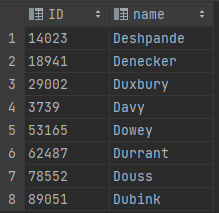 ID name
1 14023 Deshpande
2 18941 Denecker
3 29002 Duxbury
4 3739 Davy
5 53165 Dowey
6 62487 Durrant
7 78552 Douss
8 89051 Dubink